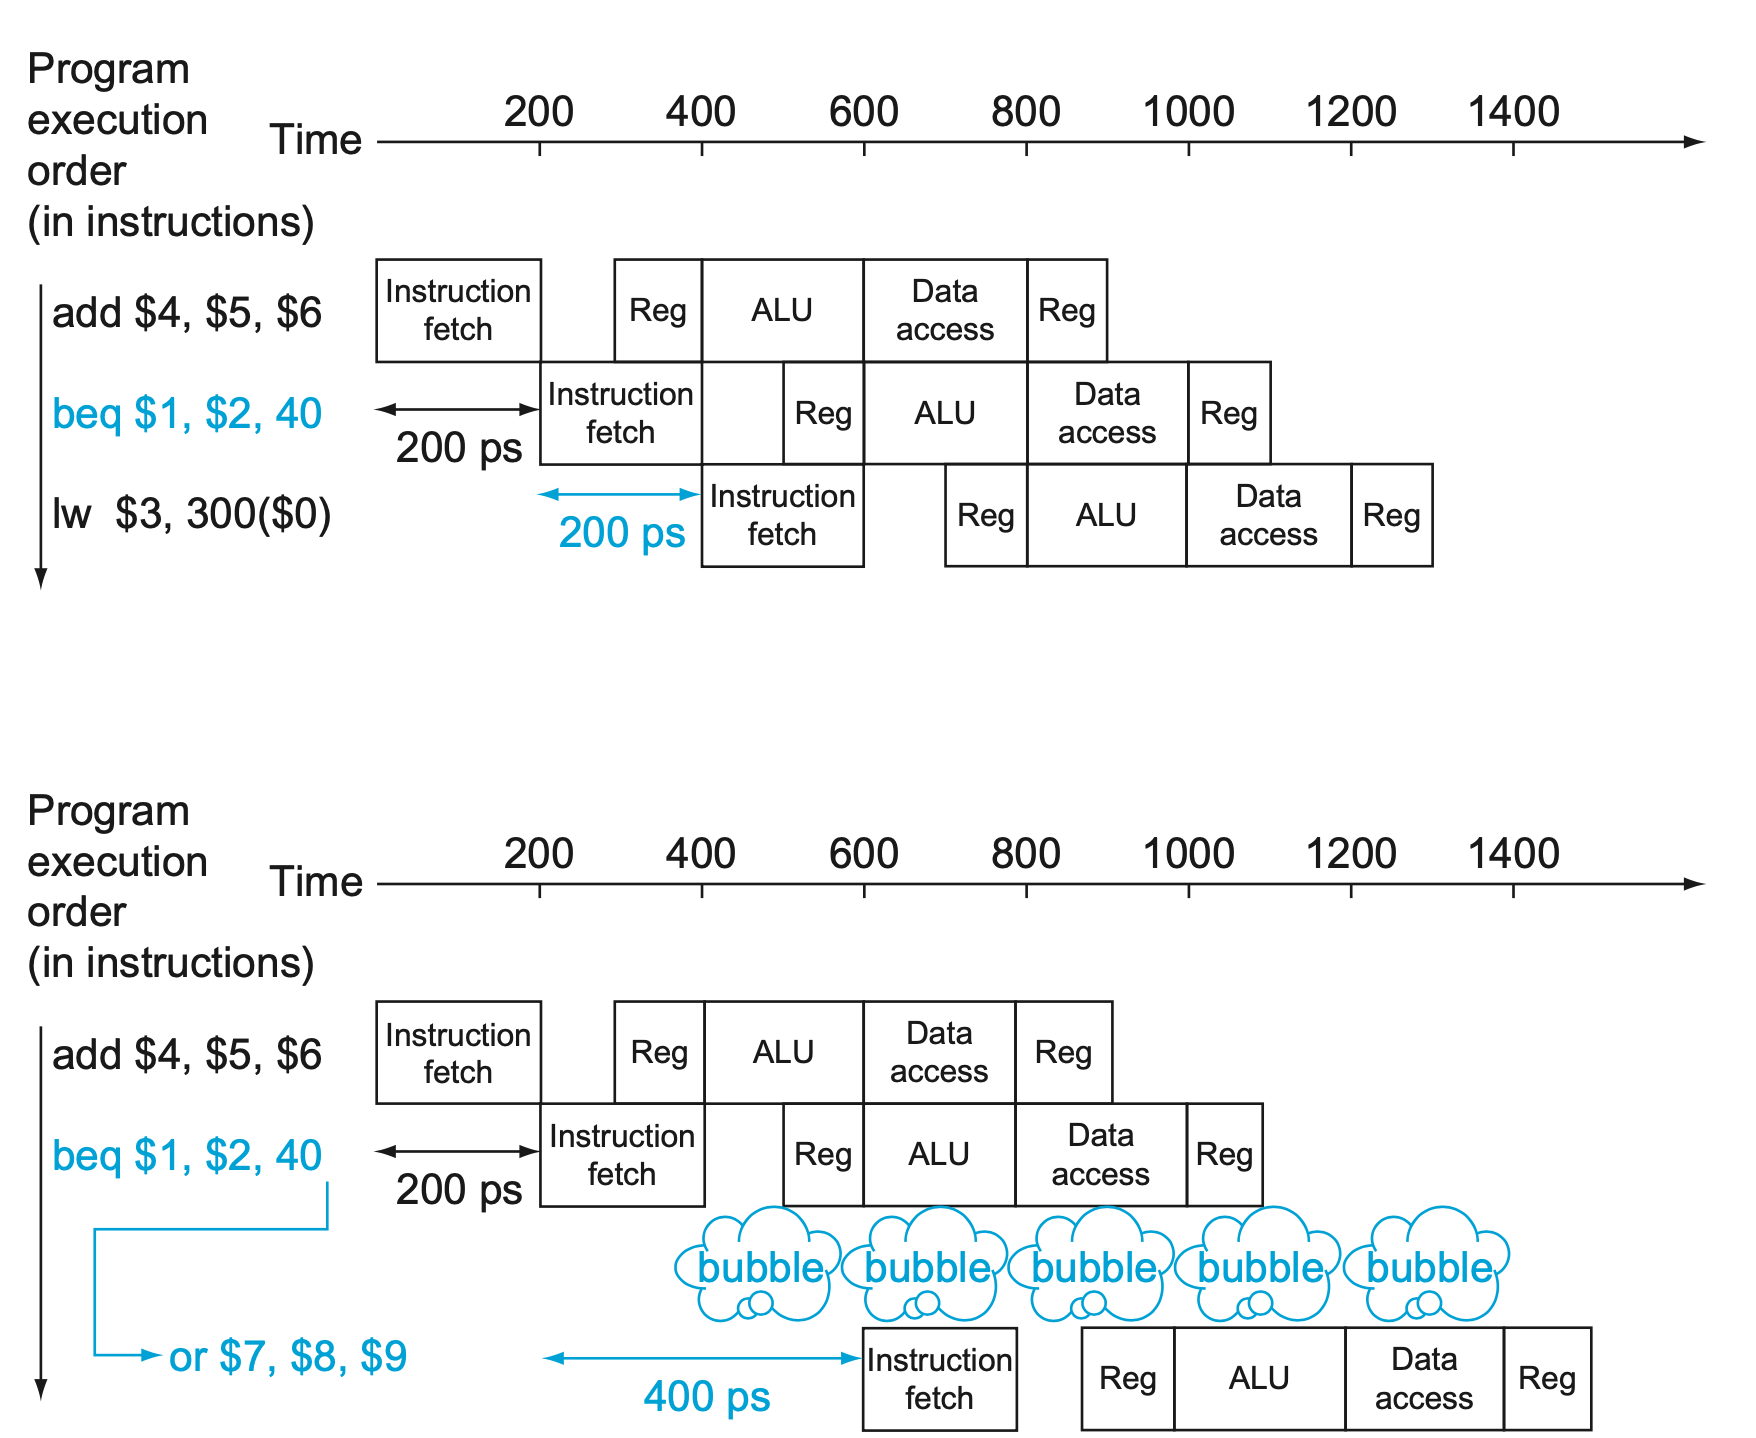 Program
execution
order
(in instructions)
Time
200 400 600 800 1000 1200 1400
add $4, $5, $6
Instruction
fetch
Reg
ALU
Data
access
Reg
beq $1, $2, 40
200 ps
Instruction
fetch
Reg
ALU
Data
access
Reg
lw $3, 300($0)
200 ps
Instruction
fetch
Reg
ALU
Data
access
Reg
Program
execution
order
(in instructions)
Time
200 400 600 800 1000 1200 1400
add $4, $5, $6
Instruction
fetch
Reg
ALU
Data
access
Reg
beq $1, $2, 40
200 ps
Instruction
fetch
Reg
ALU
Data
access
Reg
bubble bubble bubble bubble bubble
or $7, $8, $9
400 ps
Instruction
fetch
Reg
ALU
Data
access
Reg